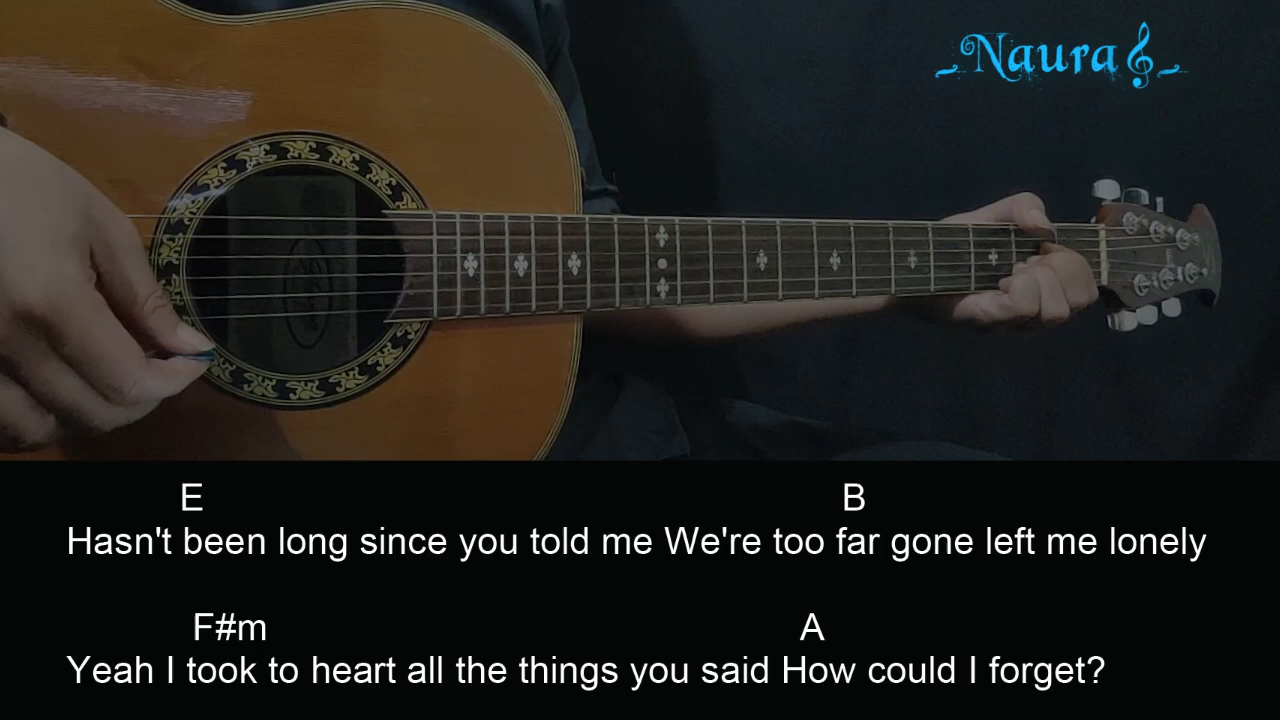 Naura
E B
Hasn't been long since you told me We're too far gone left me lonely
F#m A
Yeah I took to heart all the things you said How could I forget?